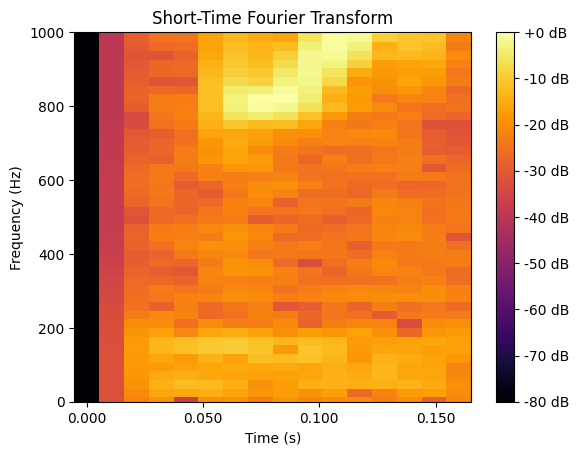 Short-Time Fourier Transform
Frequency (Hz)
1000
800
600
400
200
0
0.000
0.050
0.100
0.150
Time (s)
+0 dB
-10 dB
-20 dB
-30 dB
-40 dB
-50 dB
-60 dB
-70 dB
-80 dB